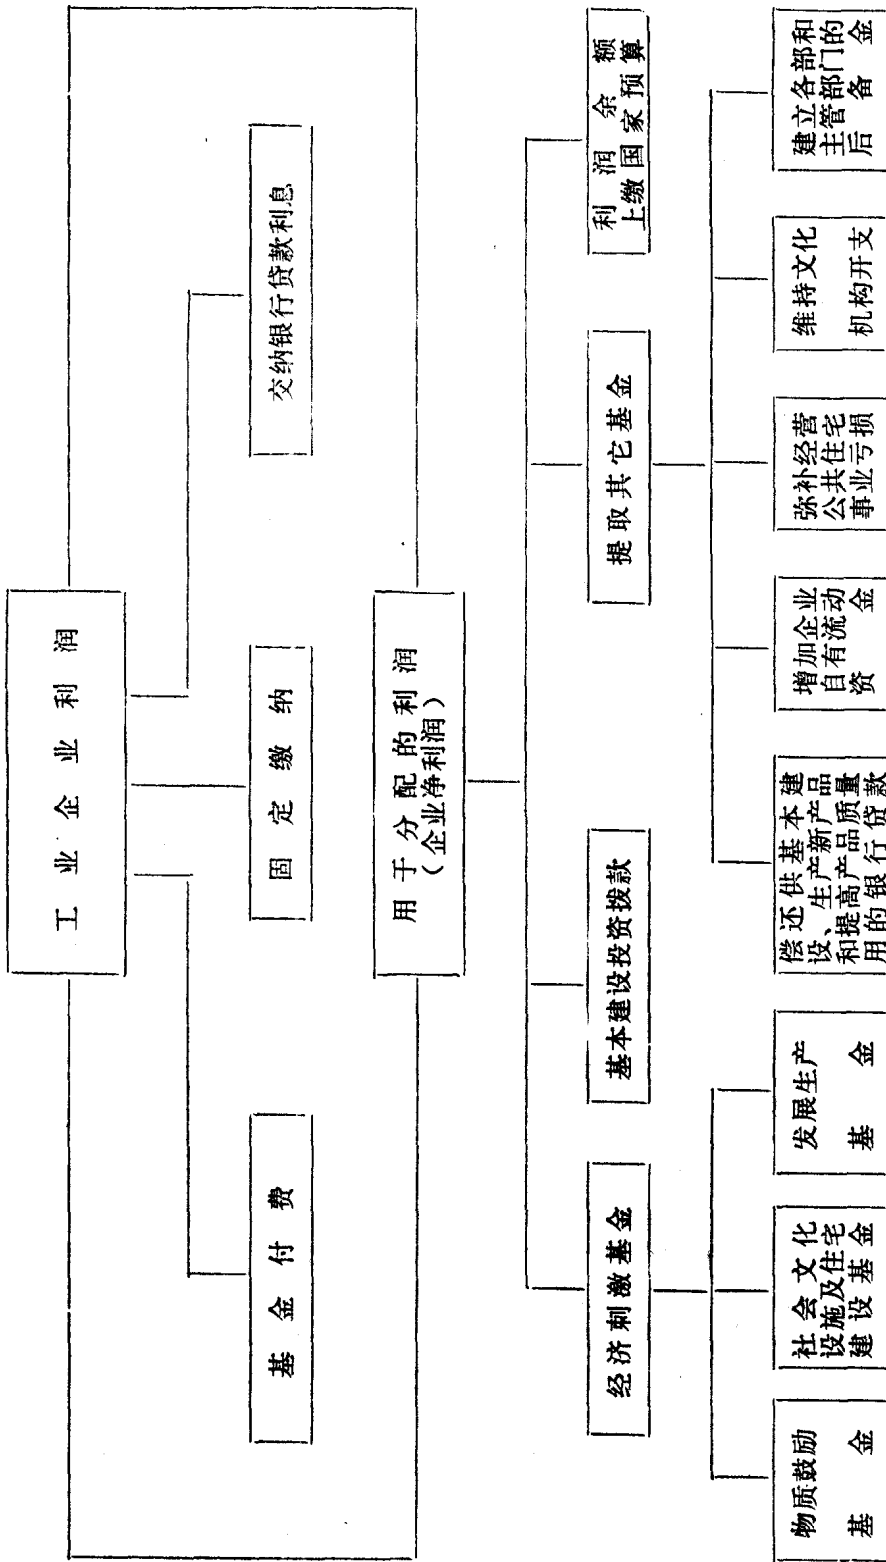 工业企业利润
基金付费
固定缴纳
交纳银行贷款利息
用于分配的利润
（企业净利润）
经济刺激基金
基本建设投资拨款
提取其它基金
利润余额
上缴国家预算
物质鼓励
基金
社会文化
设施及住宅
建设基金
发展生产
基金
偿还供基本建
设、生产新产品
和提高产品质量
用的银行贷款
增加企业
自有流动
资金
弥补经营
公共住宅
事业亏损
维持文化
机构开支
建立各部和
主管部门的
后备金